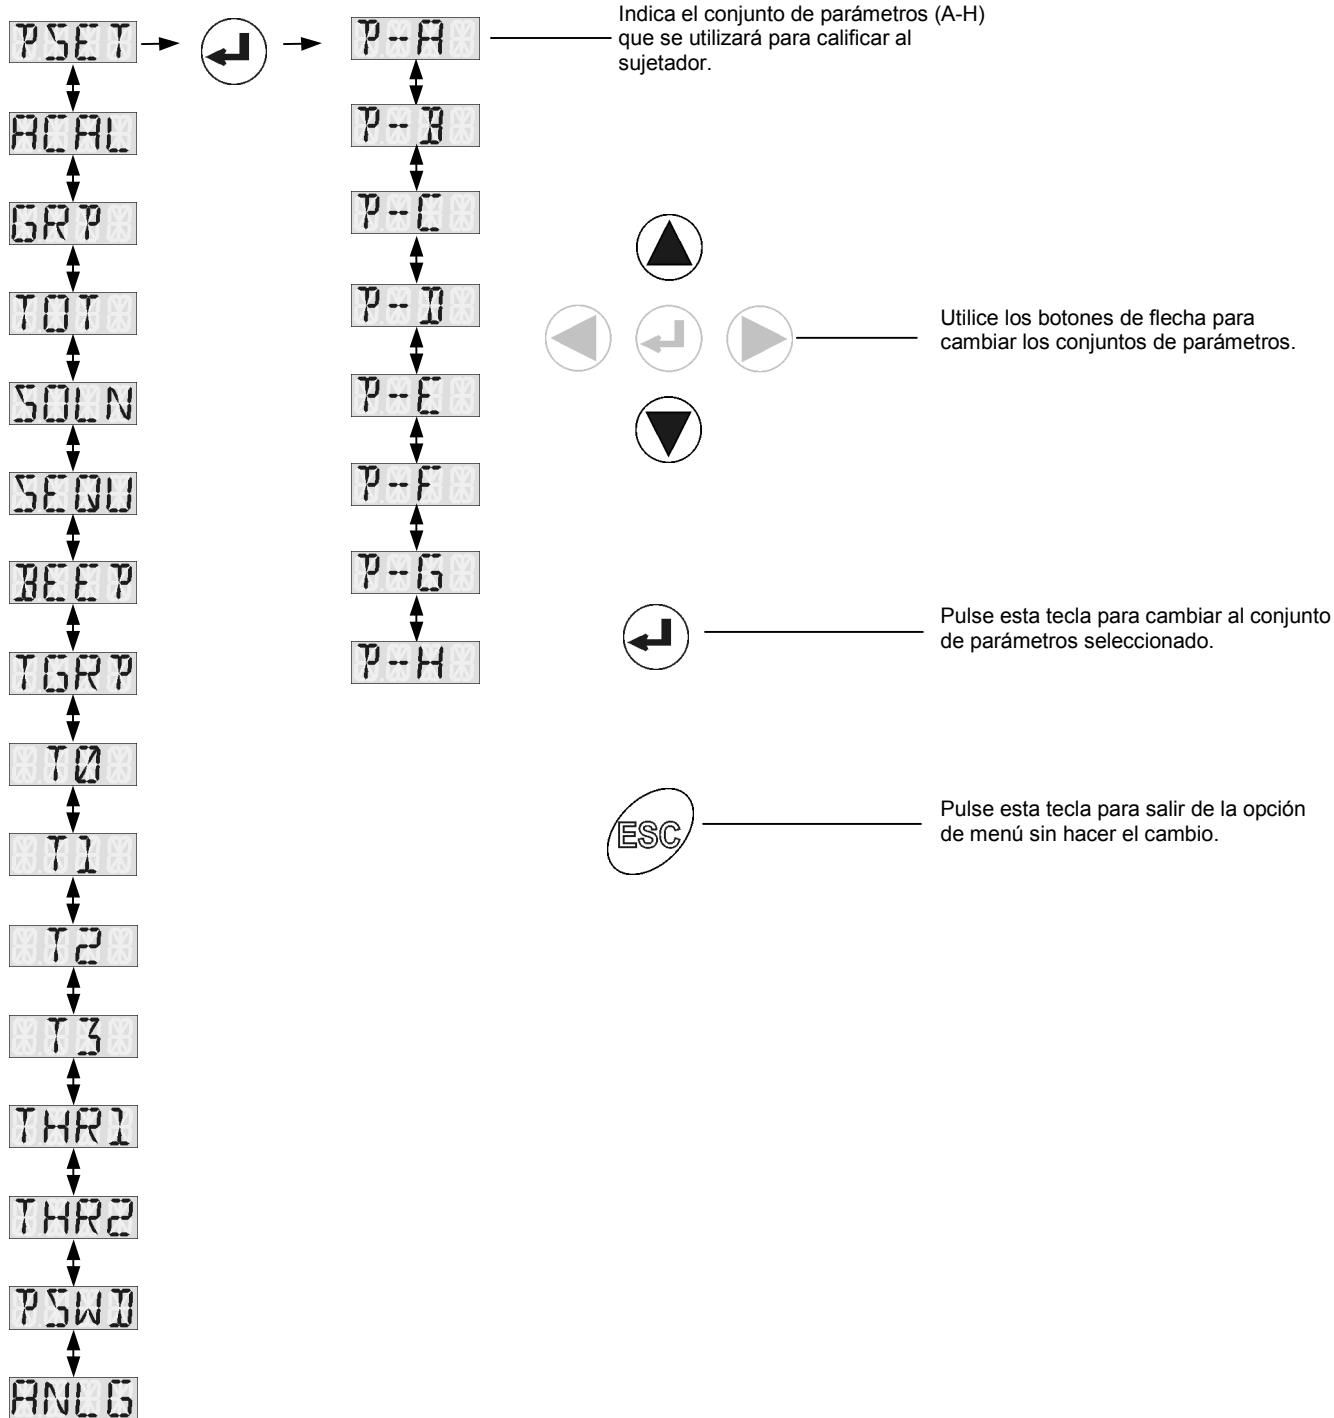 PSET
P-A
Indica el conjunto de parámetros (A-H)
que se utilizará para calificar al
sujetador.
ACAL
P-B
GRP
P-C
TOT
P-D
Utilice los botones de flecha para
cambiar los conjuntos de parámetros.
SOLN
P-E
SEQU
P-F
BEEP
P-G
TGRP
P-H
Pulse esta tecla para cambiar al conjunto
de parámetros seleccionado.
T0
T1
ESC
Pulse esta tecla para salir de la opción
de menú sin hacer el cambio.
T2
T3
THR1
THR2
PSWD
ANLG